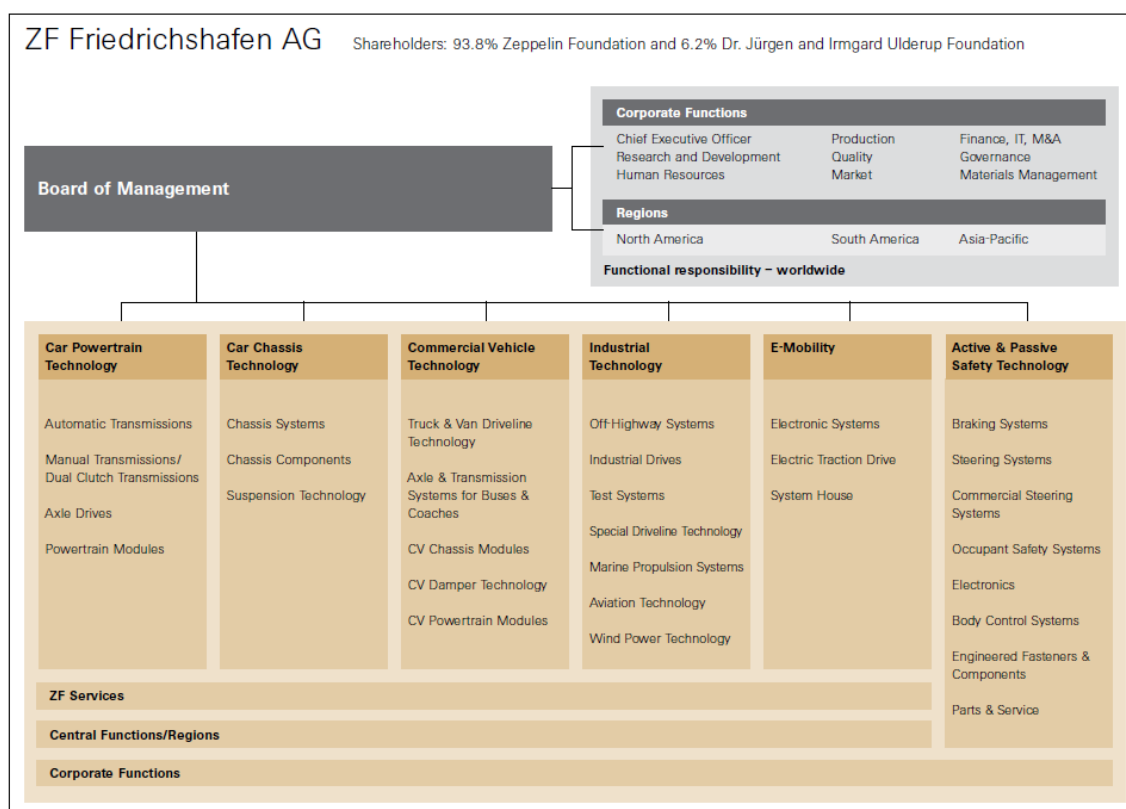 ZF Friedrichshafen AG Shareholders: 93.8% Zeppelin Foundation and 6.2% Dr. Jürgen and Irmgard Ulderup Foundation
Board of Management
Corporate Functions
Chief Executive Officer Production Finance, IT, M&A
Research and Development Quality Governance
Human Resources Market Materials Management
Regions
North America South America Asia-Pacific
Functional responsibility – worldwide
Car Powertrain
Technology
Automatic Transmissions
Manual Transmissions/
Dual Clutch Transmissions
Axle Drives
Powertrain Modules
Car Chassis
Technology
Chassis Systems
Chassis Components
Suspension Technology
Commercial Vehicle
Technology
Truck & Van Driveline
Technology
Axle & Transmission
Systems for Buses &
Coaches
CV Chassis Modules
CV Damper Technology
CV Powertrain Modules
Industrial
Technology
Off-Highway Systems
Industrial Drives
Test Systems
Special Driveline Technology
Marine Propulsion Systems
Aviation Technology
Wind Power Technology
E-Mobility
Electronic Systems
Electric Traction Drive
System House
Active & Passive
Safety Technology
Braking Systems
Steering Systems
Commercial Steering
Systems
Occupant Safety Systems
Electronics
Body Control Systems
Engineered Fasteners &
Components
Parts & Service
ZF Services
Central Functions/Regions
Corporate Functions